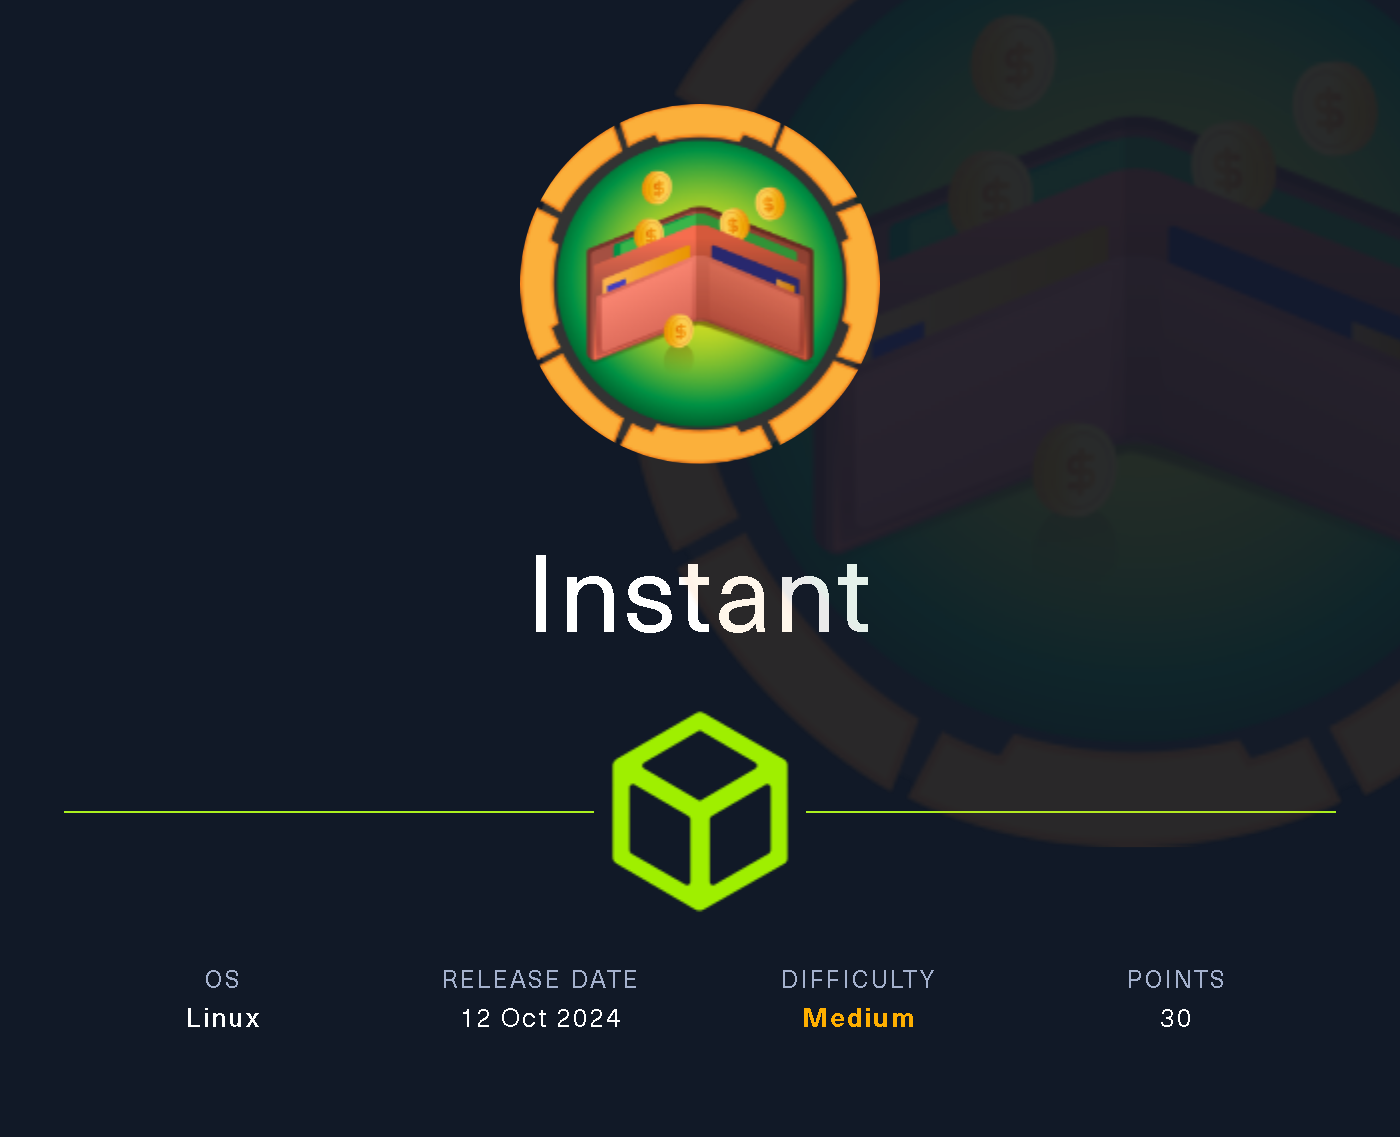 Instant
OS
Linux
RELEASE DATE
12 Oct 2024
DIFFICULTY
Medium
POINTS
30